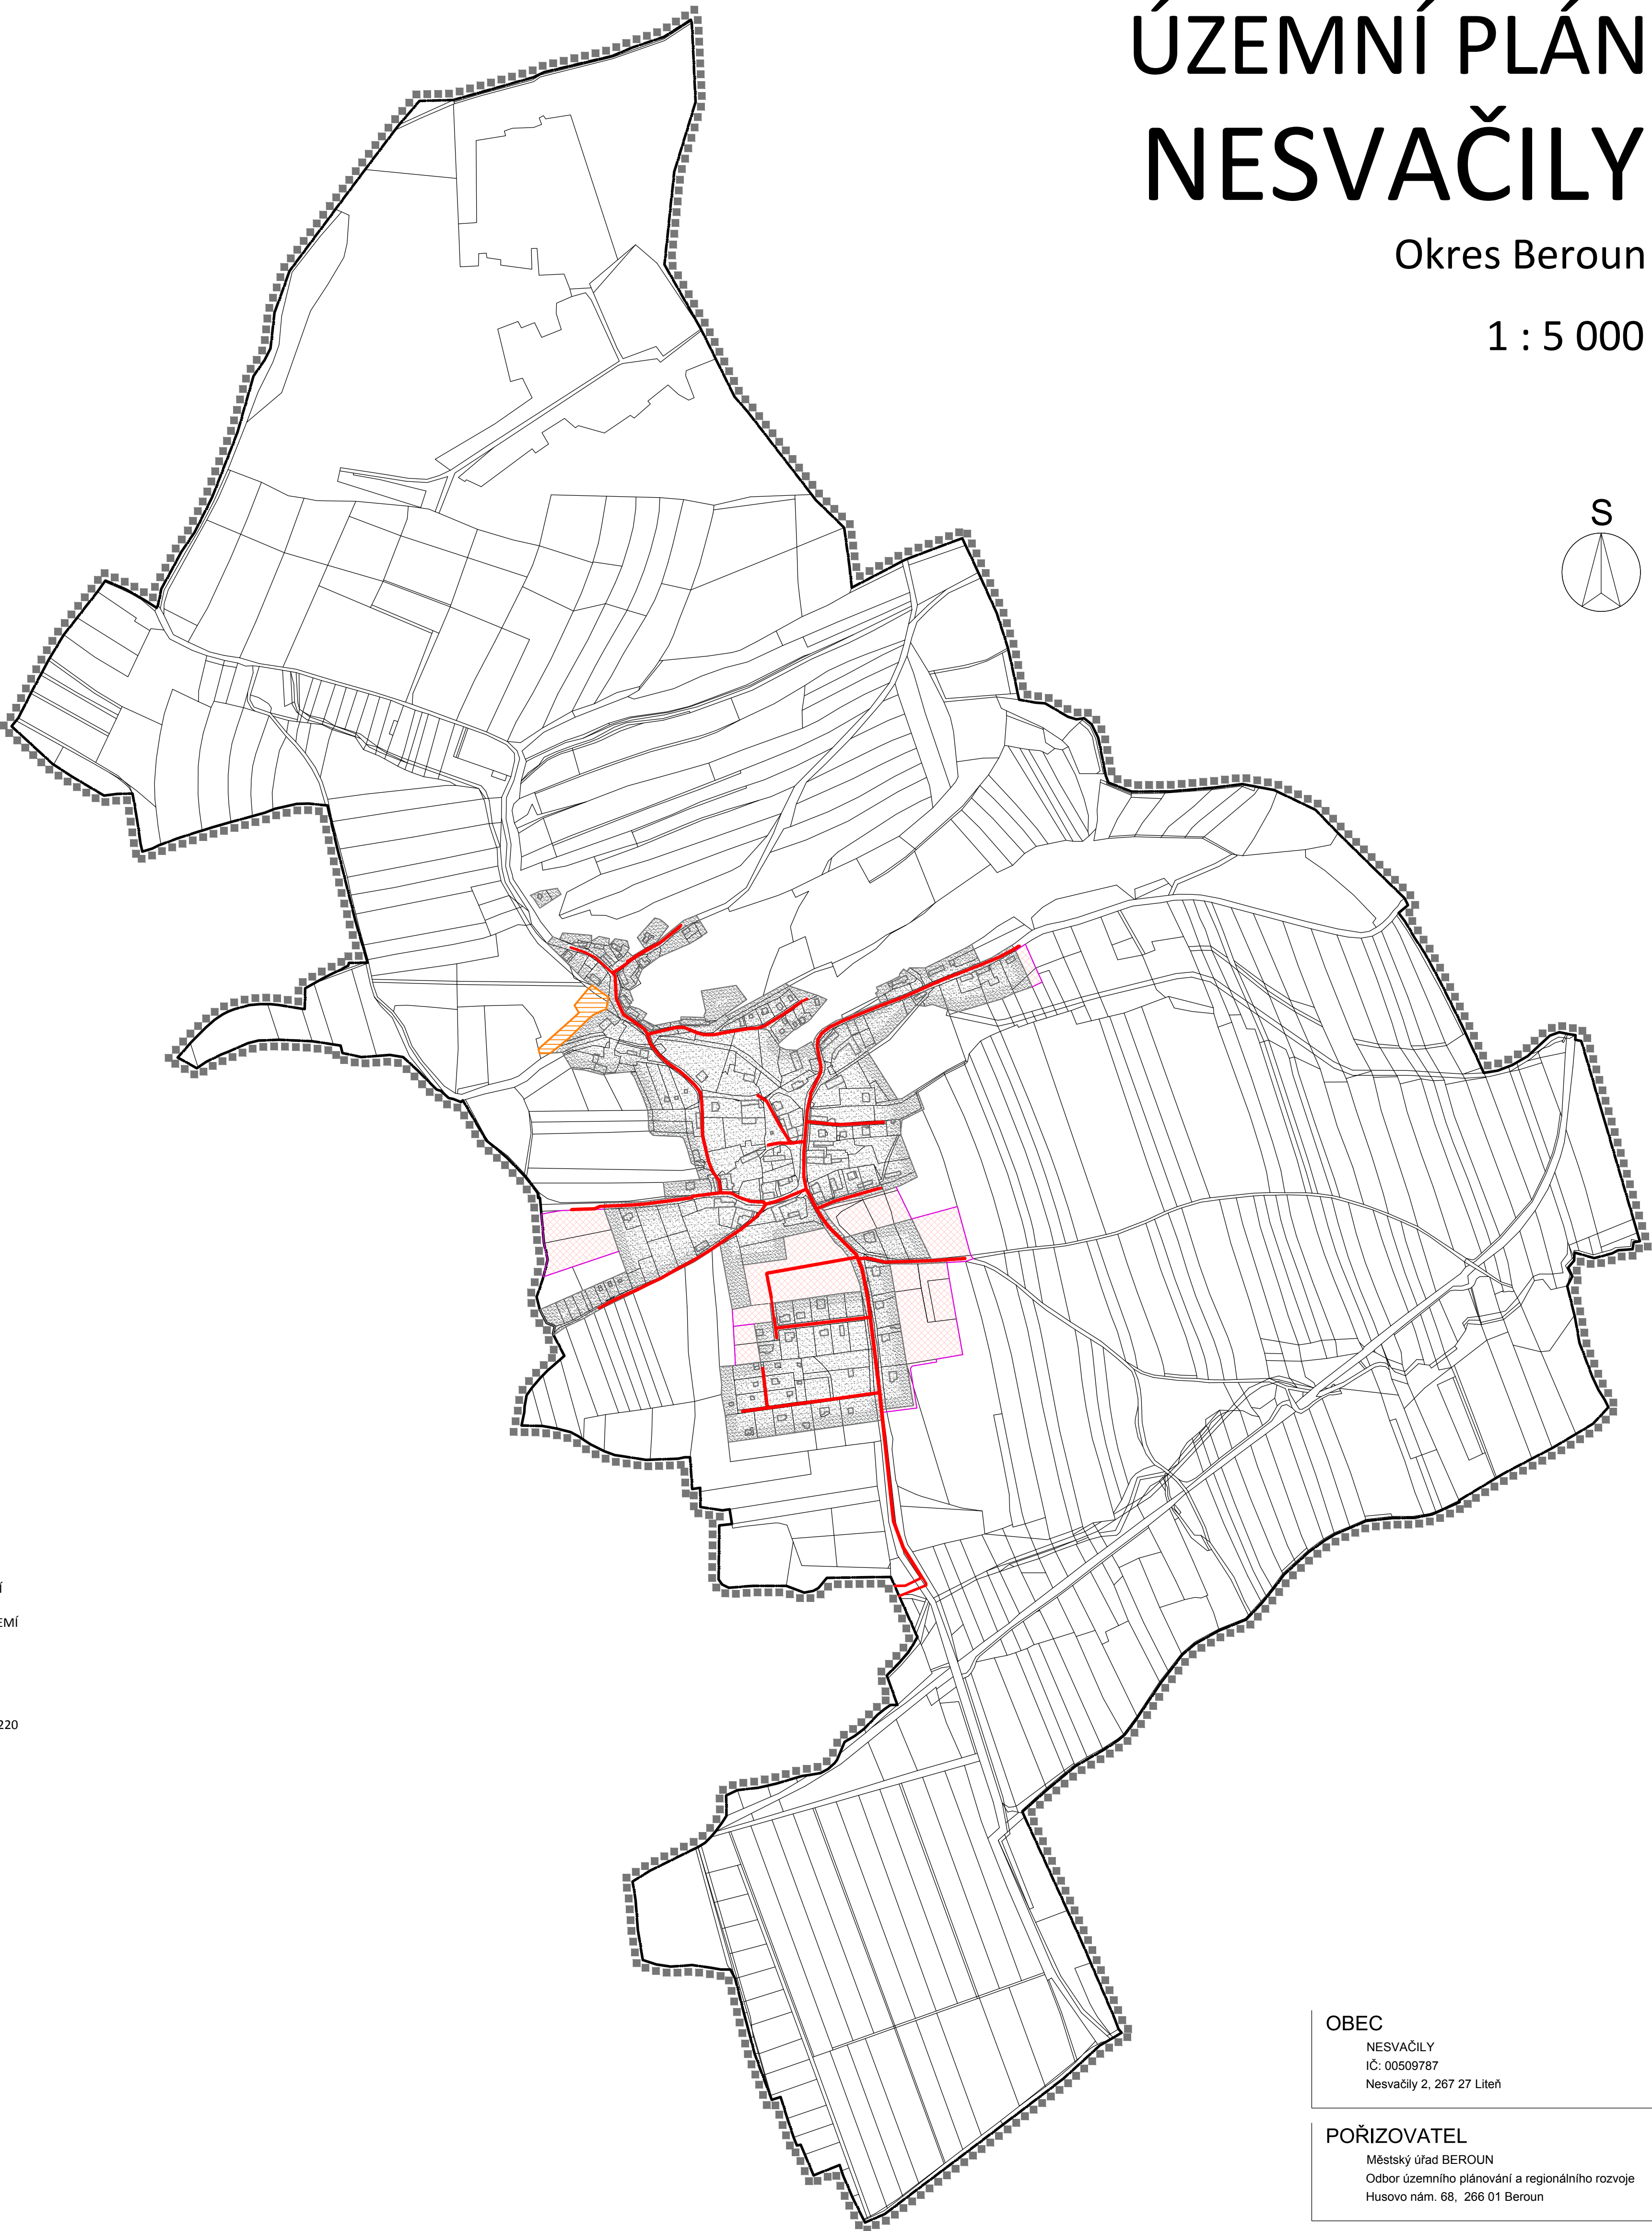 ÚZEMNÍ PLÁN
NESVAČILY
Okres Beroun
1 : 5 000
S
220
OBEC
NESVAČILY
IČ: 00509787
Nesvačily 2, 267 27 Liteň
POŘIZOVATEL
Městský úřad BEROUN
Odbor územního plánování a regionálního rozvoje
Husovo nám. 68, 266 01 Beroun